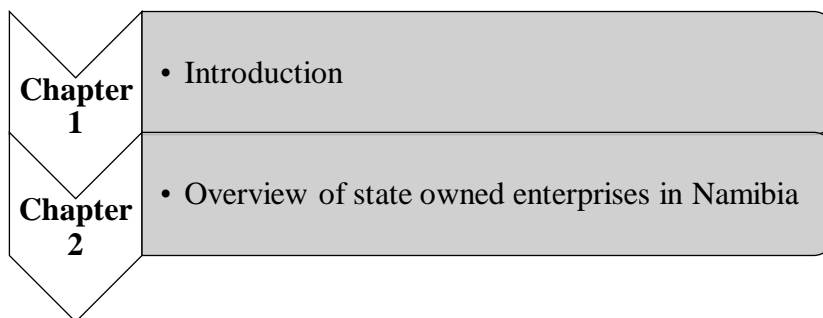 Chapter
1
• Introduction
Chapter
2
• Overview of state owned enterprises in Namibia